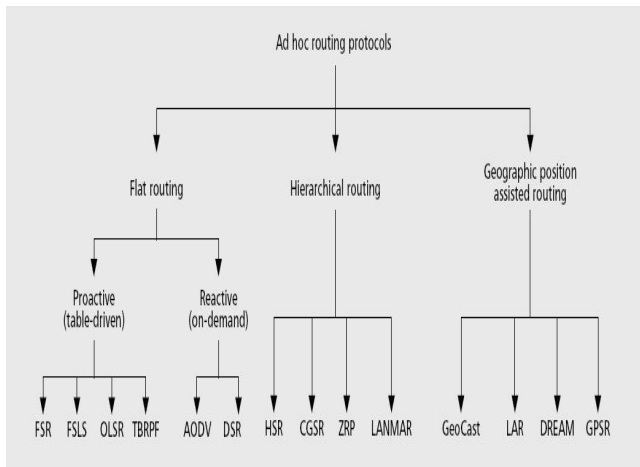 Ad hoc routing protocols
Flat routing
Hierarchical routing
Geographic position
assisted routing
Proactive
(table-driven)
Reactive
(on-demand)
FSR FSLS OLSR TBRPF AODV DSR HSR CGSR ZRP LANMAR GeoCast LAR DREAM GPSR